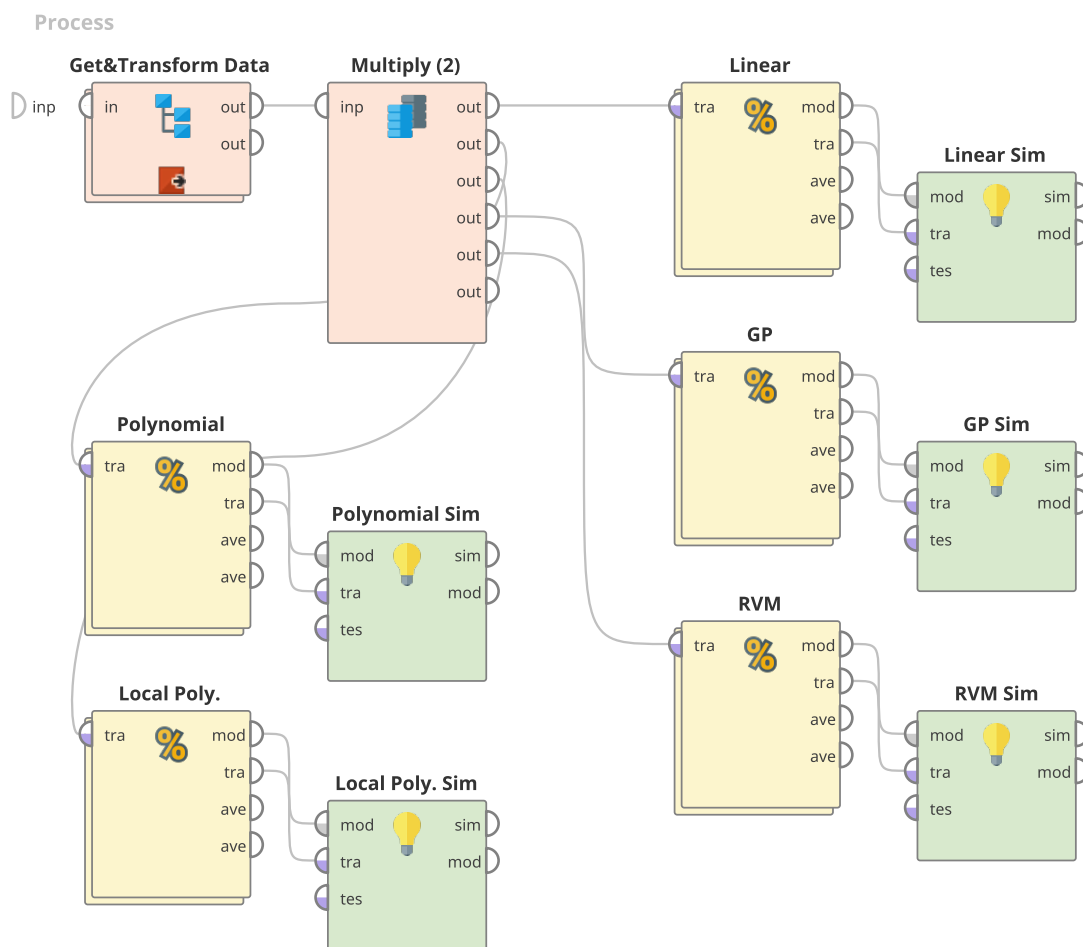 Process
inp
Get&Transform Data
in
out
out
Multiply (2)
inp
out
out
out
out
out
out
Linear
tra
mod
tra
ave
ave
Linear Sim
mod
sim
tra
mod
tes
GP
tra
mod
tra
ave
ave
GP Sim
mod
sim
tra
mod
tes
Polynomial
tra
mod
tra
ave
ave
Polynomial Sim
mod
sim
tra
mod
tes
RVM
tra
mod
tra
ave
ave
RVM Sim
mod
sim
tra
mod
tes
Local Poly.
tra
mod
tra
ave
ave
Local Poly. Sim
mod
sim
tra
mod
tes